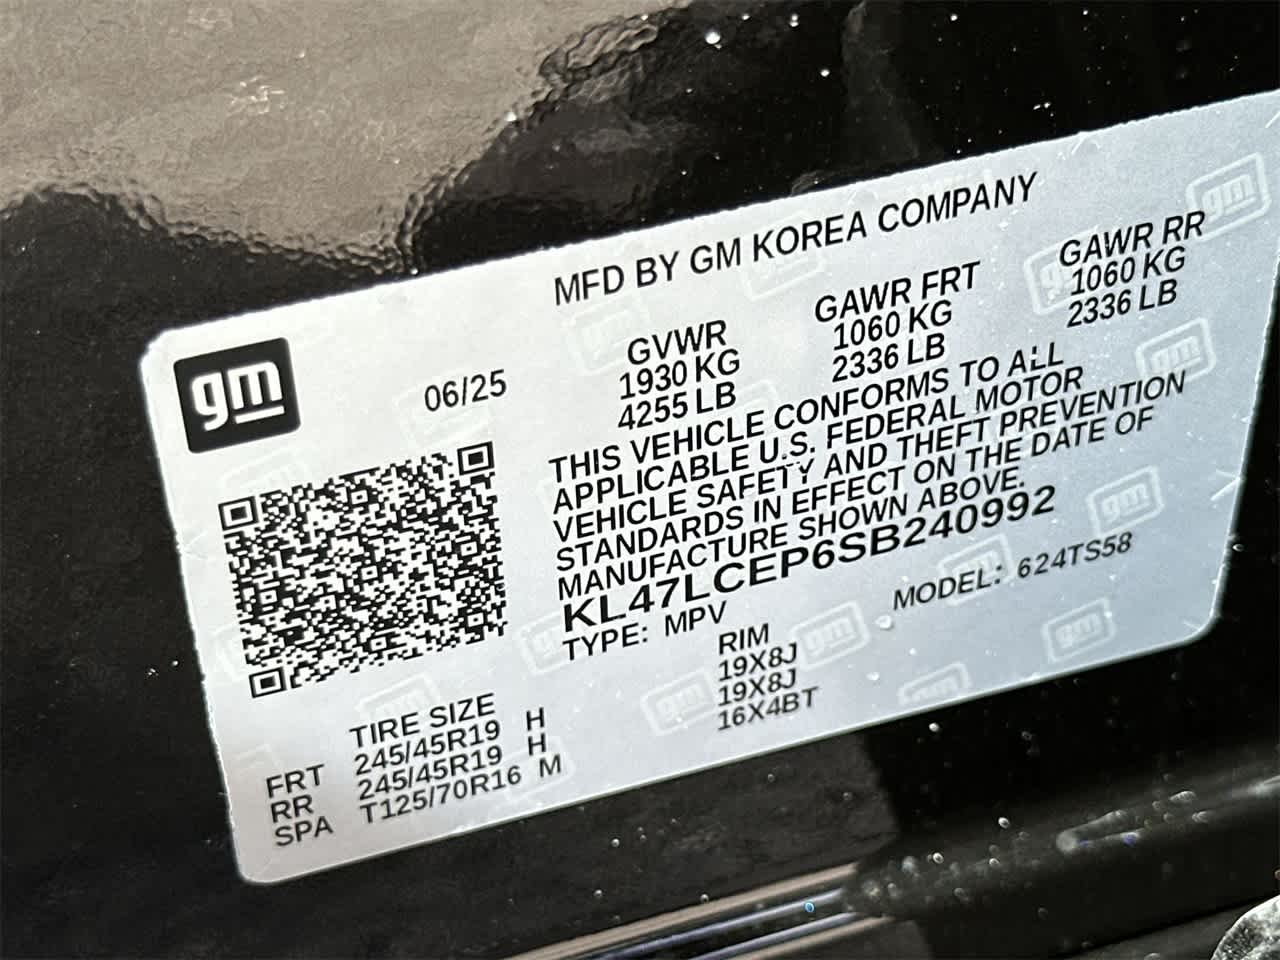 MFD BY GM KOREA COMPANY
gm
06/25
GVWR GAWR FRT GAWR RR
1930 KG 1060 KG 1060 KG
4255 LB 2336 LB 2336 LB
THIS VEHICLE CONFORMS TO ALL
APPLICABLE U.S. FEDERAL MOTOR
VEHICLE SAFETY AND THEFT PREVENTION
STANDARDS IN EFFECT ON THE DATE OF
MANUFACTURE SHOWN ABOVE.
KL47LCEP6SB240992
TYPE: MPV MODEL: 624TS58
TIRE SIZE RIM
FRT 245/45R19 H 19X8J
RR 245/45R19 H 19X8J
SPA T125/70R16 M 16X4BT